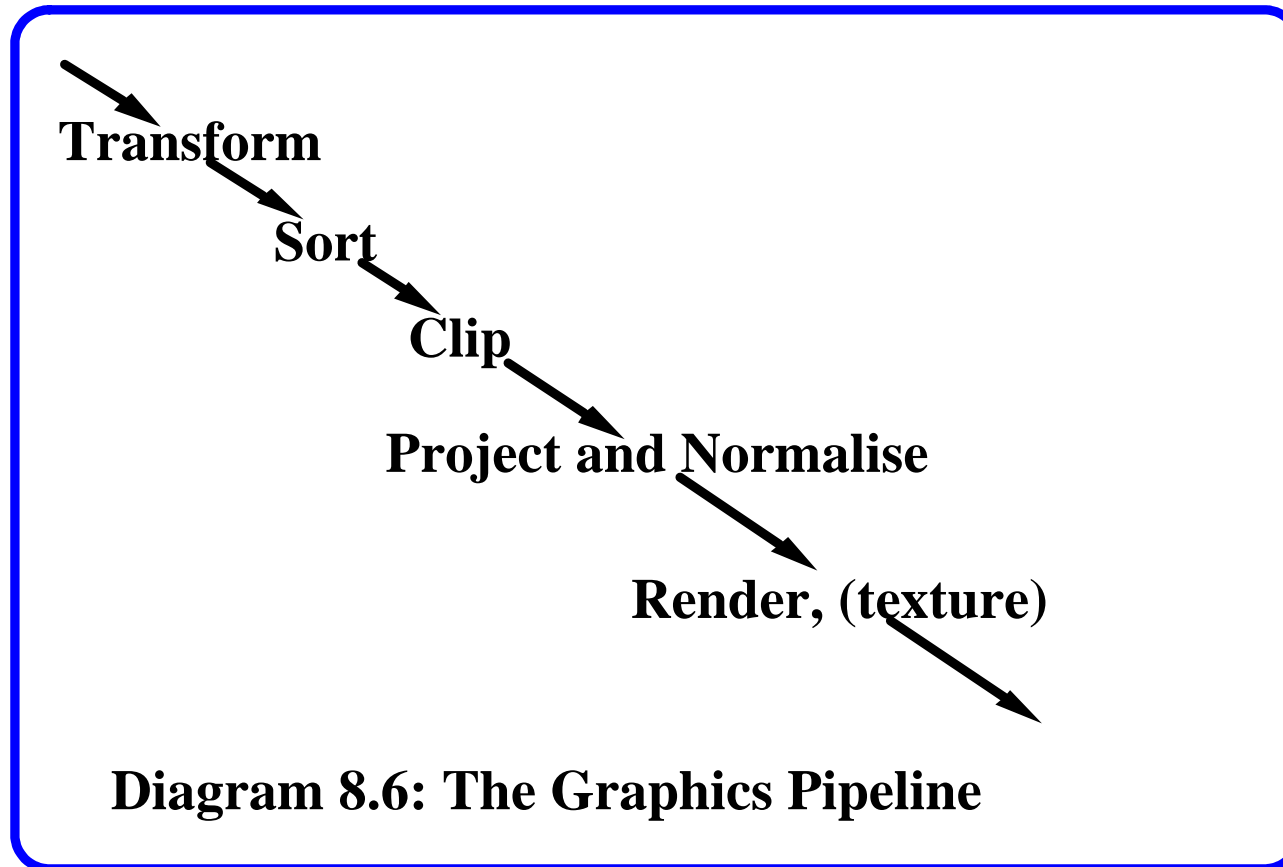 Transform
Sort
Clip
Project and Normalise
Render, (texture)
Diagram 8.6: The Graphics Pipeline